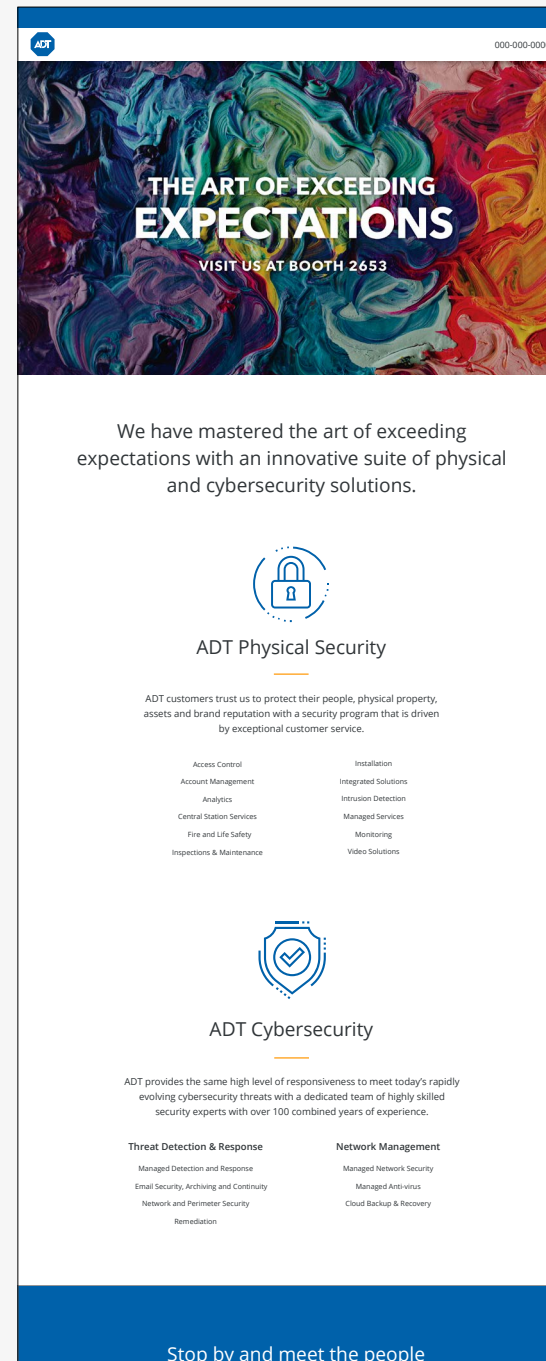 ADT
000-000-0000
THE ART OF EXCEEDING
EXPECTATIONS
VISIT US AT BOOTH 2653
We have mastered the art of exceeding
expectations with an innovative suite of physical
and cybersecurity solutions.
ADT Physical Security
ADT customers trust us to protect their people, physical property,
assets and brand reputation with a security program that is driven
by exceptional customer service.
Access Control
Account Management
Analytics
Central Station Services
Fire and Life Safety
Inspections & Maintenance
Installation
Integrated Solutions
Intrusion Detection
Managed Services
Monitoring
Video Solutions
ADT Cybersecurity
ADT provides the same high level of responsiveness to meet today's rapidly
evolving cybersecurity threats with a dedicated team of highly skilled
security experts with over 100 combined years of experience.
Threat Detection & Response
Managed Detection and Response
Email Security, Archiving and Continuity
Network and Perimeter Security
Remediation
Network Management
Managed Network Security
Managed Anti-virus
Cloud Backup & Recovery
Stop by and meet the people